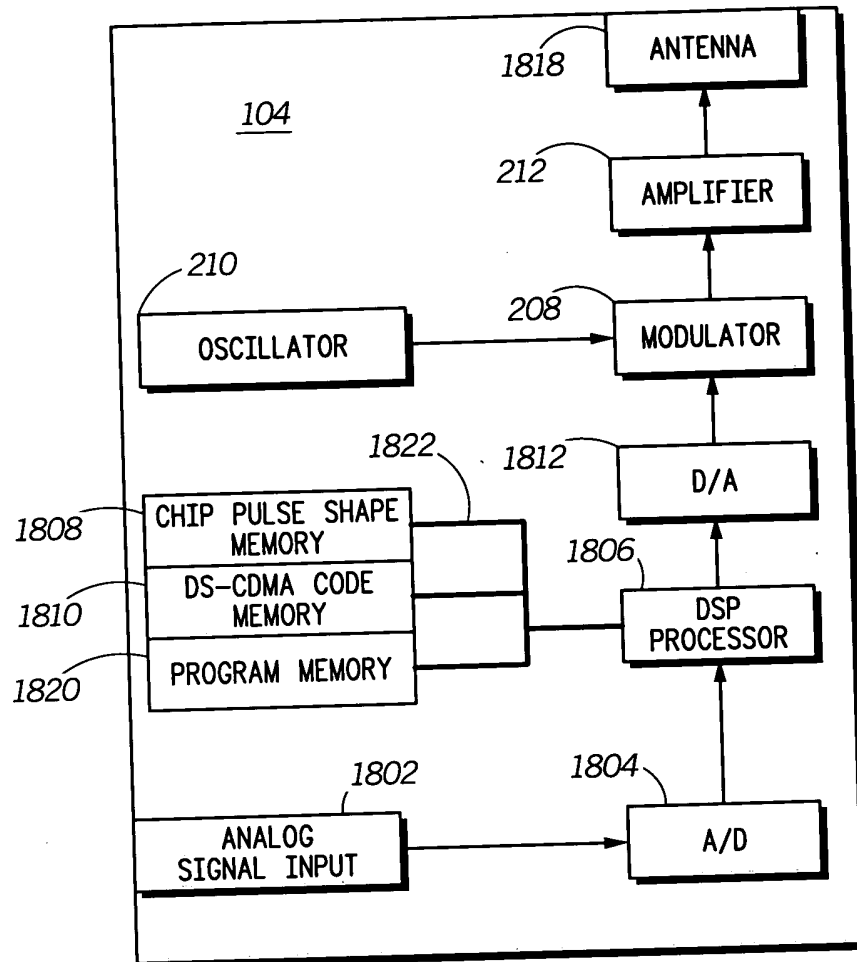 1818
ANTENNA
104
212
AMPLIFIER
210
208
OSCILLATOR
MODULATOR
1822
1812
D/A
1808
CHIP PULSE SHAPE
MEMORY
1806
1810
DS-CDMA CODE
MEMORY
DSP
PROCESSOR
1820
PROGRAM MEMORY
1802
1804
ANALOG
SIGNAL INPUT
A/D